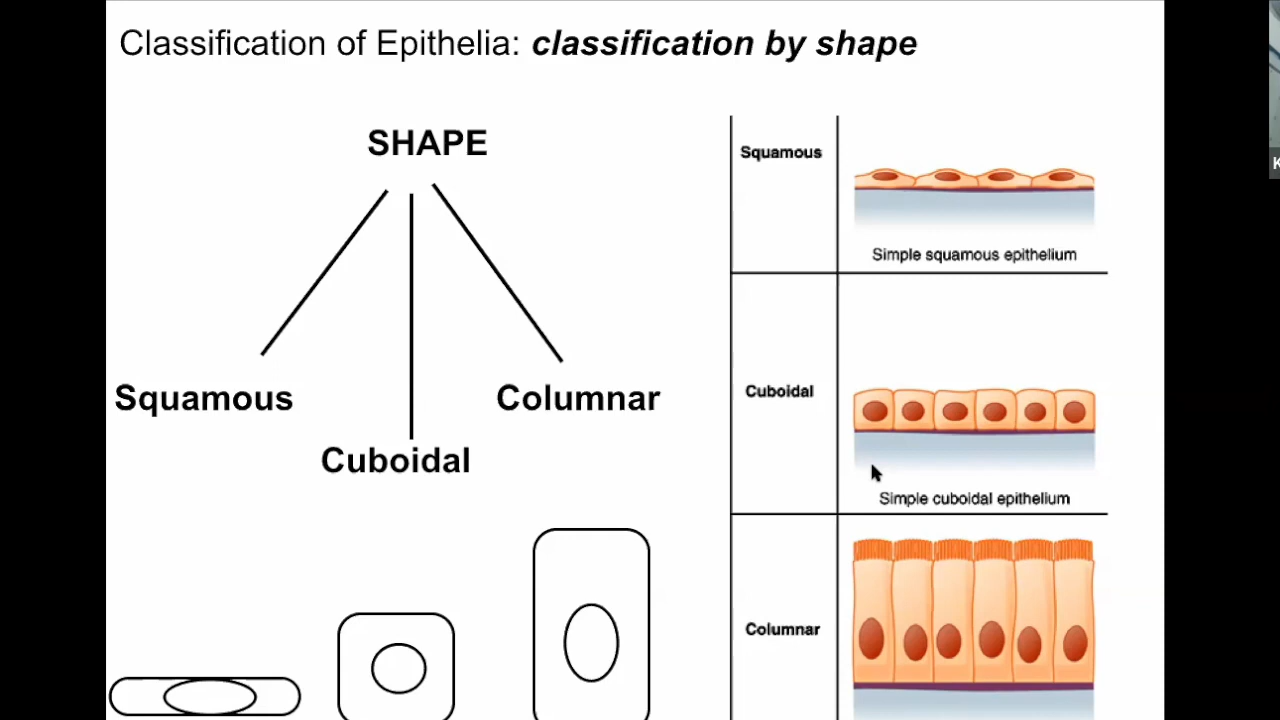 Classification of Epithelia: classification by shape
SHAPE
Squamous
Columnar
Cuboidal
Squamous
Simple squamous epithelium
Cuboidal
Simple cuboidal epithelium
Columnar
K